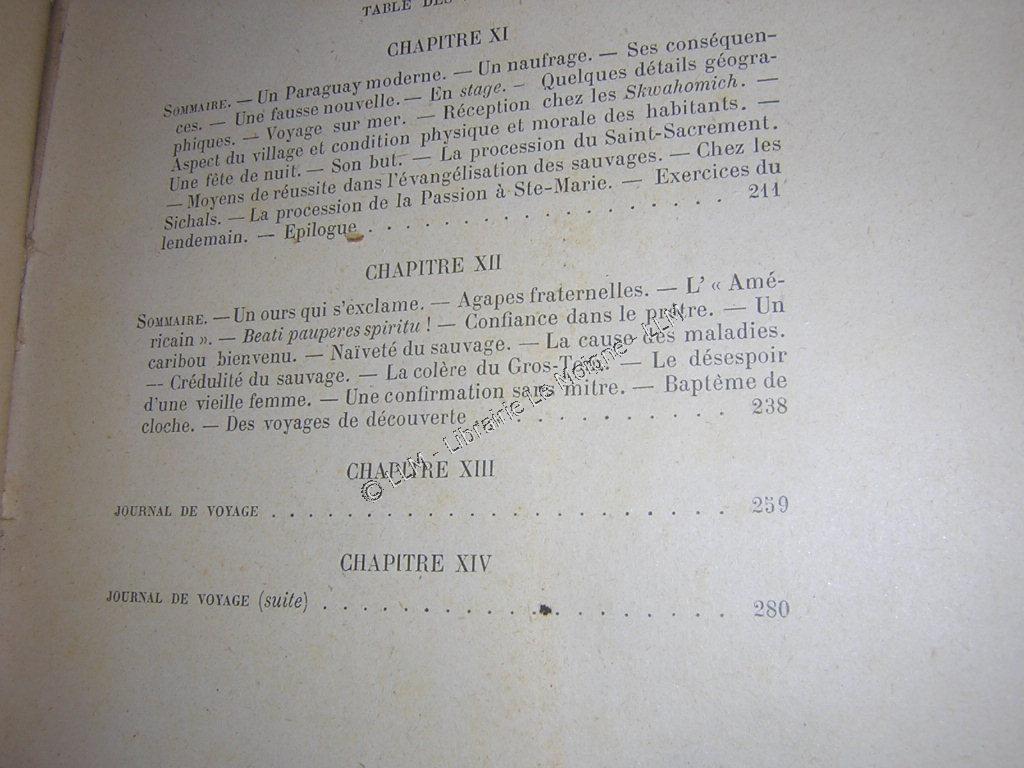 TABLE DES
CHAPITRE XI
SOMMAIRE. — Un Paraguay moderne. — Un naufrage. — Ses conséquen-
ces. — Une fausse nouvelle. — En stage. — Quelques détails géogra-
phiques. — Voyage sur mer. — Réception chez les Skwahomich. —
Aspect du village et condition physique et morale des habitants. —
Une fête de nuit. — Son but. — La procession du Saint-Sacrement.
— Moyens de réussite dans l'évangélisation des sauvages. — Chez les
Sichals. — La procession de la Passion à Ste-Marie. — Exercices du
lendemain. — Epilogue . . . . . . . . . . . . . . . . 211
CHAPITRE XII
SOMMAIRE. — Un ours qui s'exclame. — Agapes fraternelles. — L' « Amé-
ricain ». — Beati pauperes spiritu ! — Confiance dans le prêtre. — Un
caribou bienvenu. — Naïveté du sauvage. — La cause des maladies.
— Crédulité du sauvage. — La colère du Gros-Tom. — Le désespoir
d'une vieille femme. — Une confirmation sans mitre. — Baptême de
cloche. — Des voyages de découverte . . . . . . . . . . . 238
CHAPITRE XIII
JOURNAL DE VOYAGE . . . . . . . . . . . . . . . . . . . . 259
CHAPITRE XIV
JOURNAL DE VOYAGE (suite) . . . . . . . . . . . . . . . . . 280
© LLM - Librairie Le Moigne - LLM